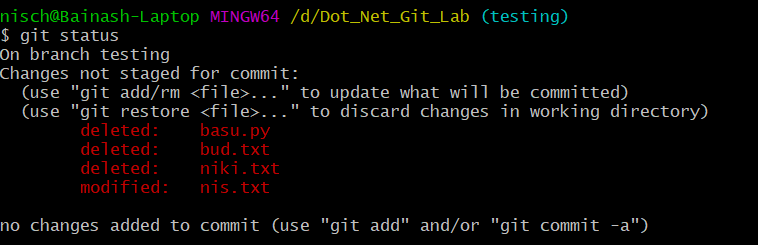 nisch@Bainash-Laptop MINGW64 /d/Dot_Net_Git_Lab (testing)
$ git status
On branch testing
Changes not staged for commit:
  (use "git add/rm <file>..." to update what will be committed)
  (use "git restore <file>..." to discard changes in working directory)
        deleted:    basu.py
        deleted:    bud.txt
        deleted:    niki.txt
        modified:   nis.txt

no changes added to commit (use "git add" and/or "git commit -a")